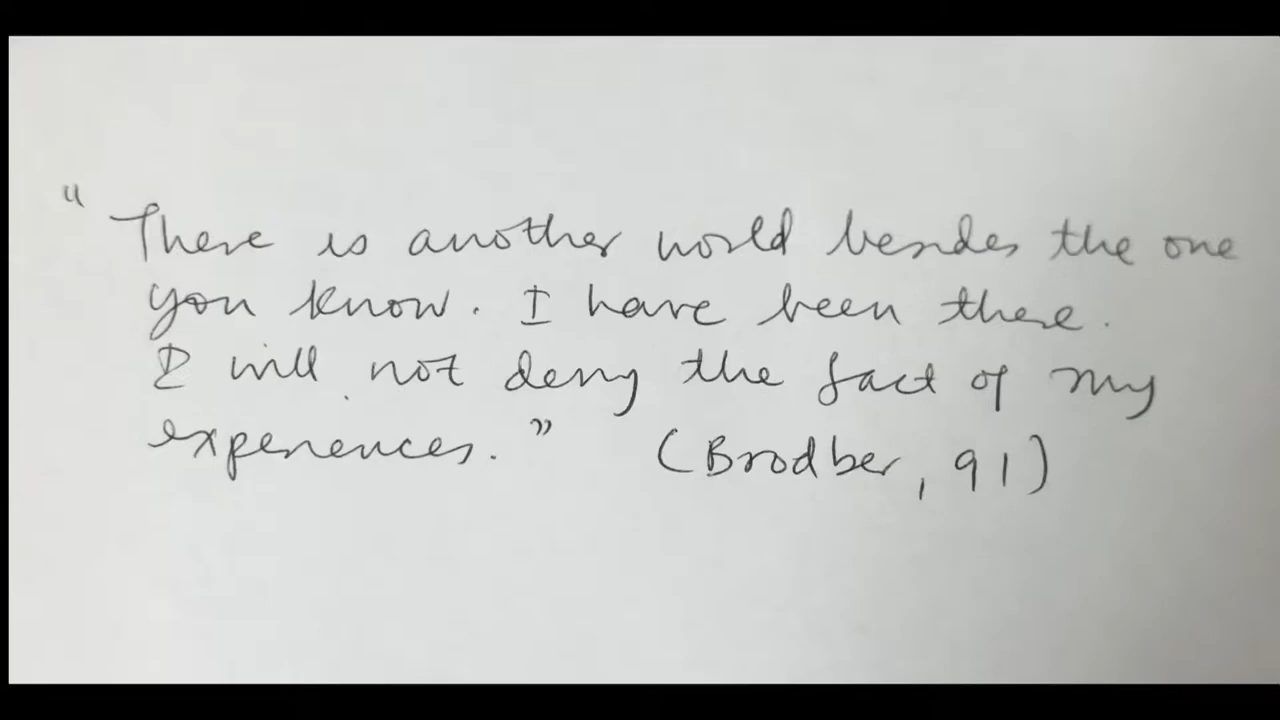 "There is another world besides the one
you know. I have been there.
I will not deny the fact of my
experiences." (Brodber, 91)